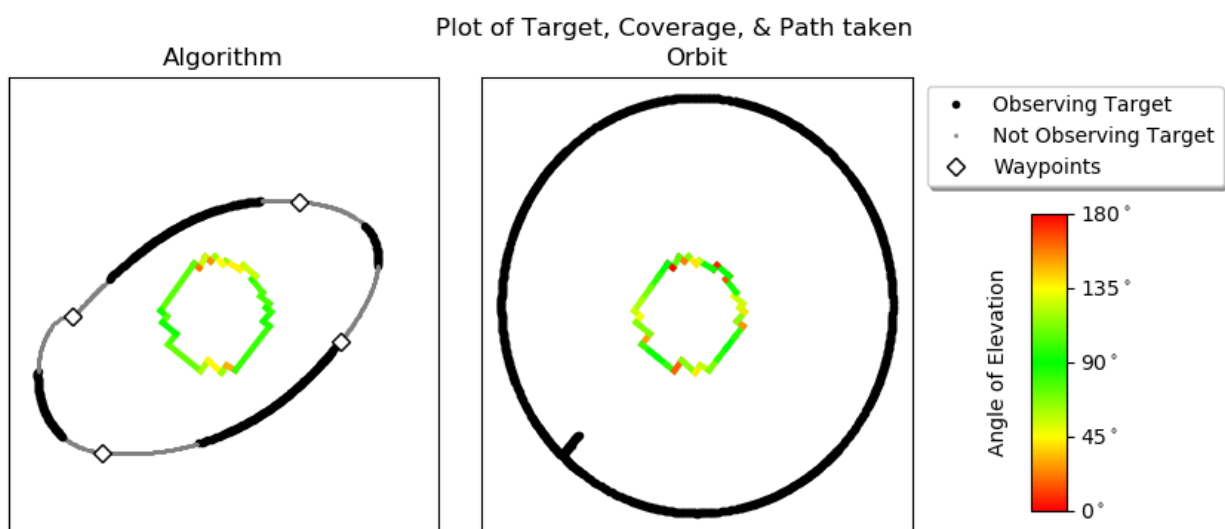 Plot of Target, Coverage, & Path taken
Algorithm
Orbit
Observing Target
Not Observing Target
Waypoints
Angle of Elevation
180°
135°
90°
45°
0°